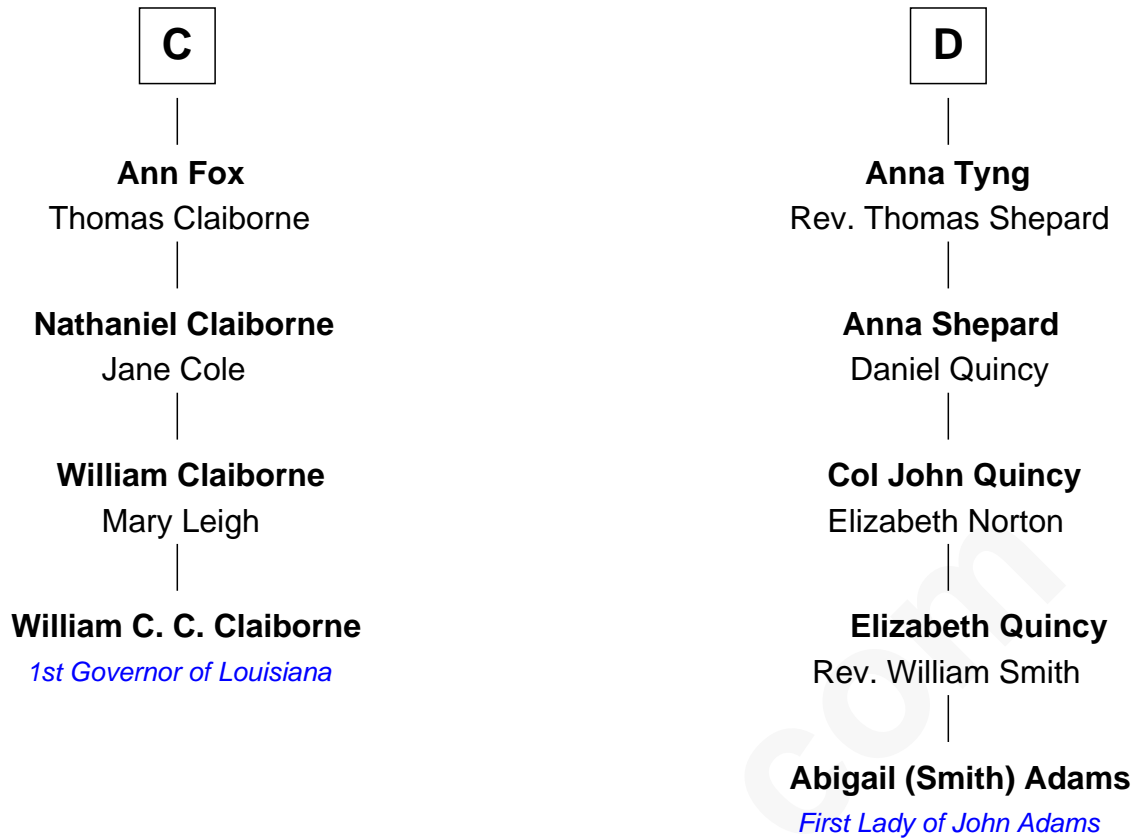 C
Ann Fox
Thomas Claiborne
Nathaniel Claiborne
Jane Cole
William Claiborne
Mary Leigh
William C. C. Claiborne
1st Governor of Louisiana
D
Anna Tyng
Rev. Thomas Shepard
Anna Shepard
Daniel Quincy
Col John Quincy
Elizabeth Norton
Elizabeth Quincy
Rev. William Smith
Abigail (Smith) Adams
First Lady of John Adams
com